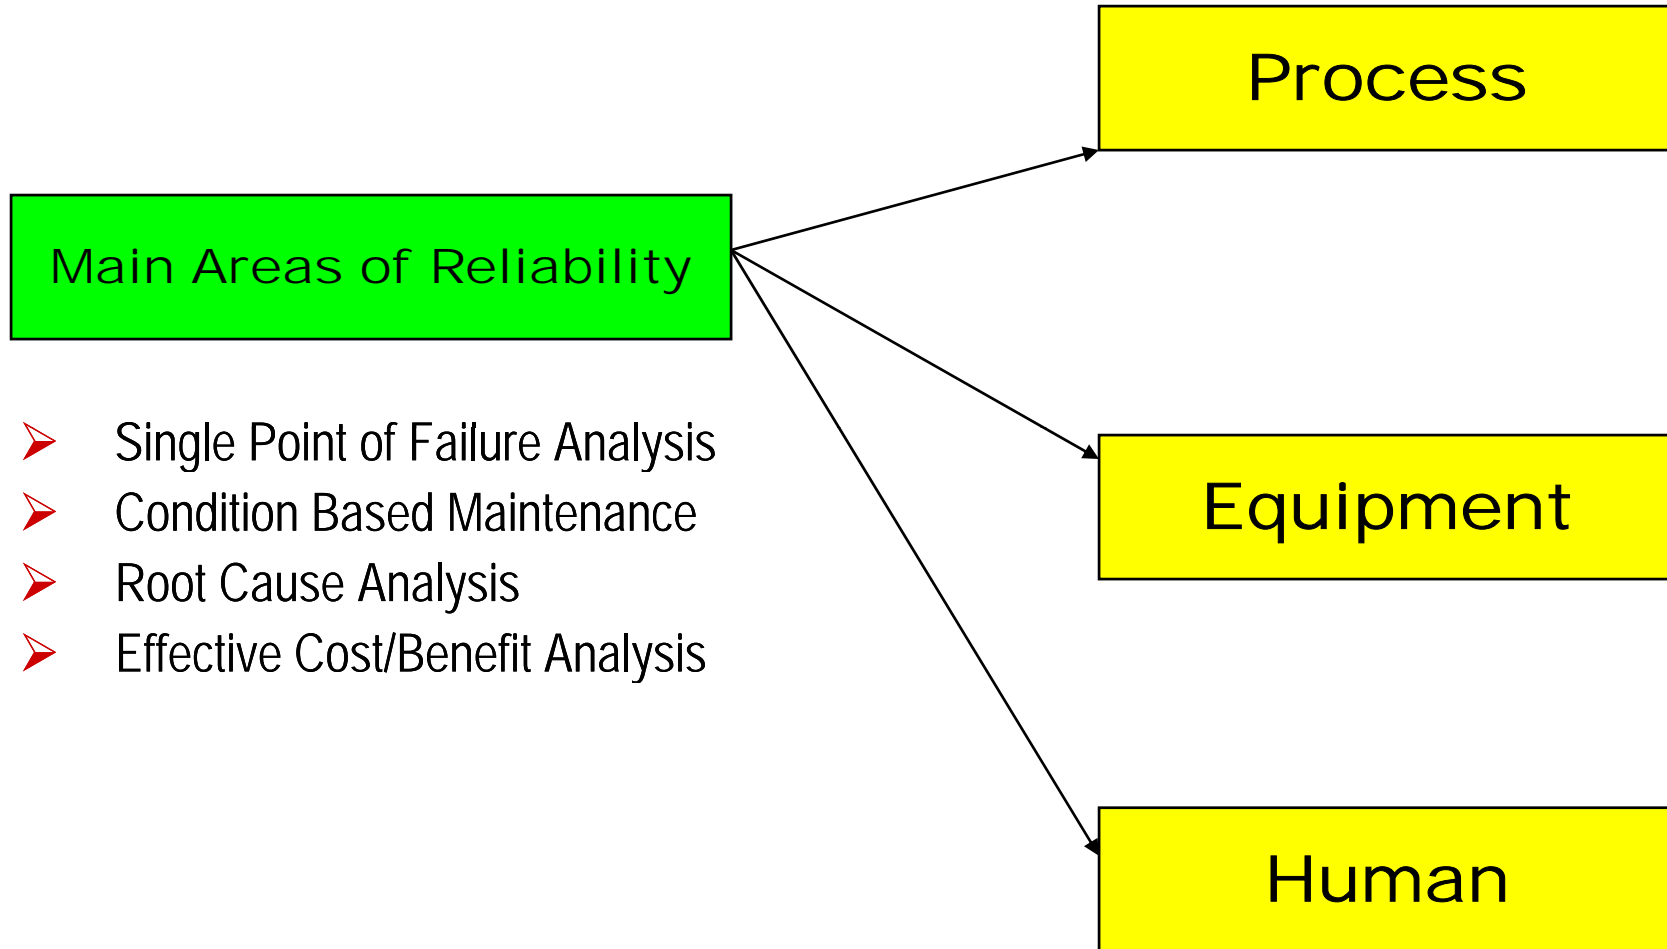 Process
Main Areas of Reliability
Single Point of Failure Analysis
Condition Based Maintenance
Root Cause Analysis
Effective Cost/Benefit Analysis
Equipment
Human